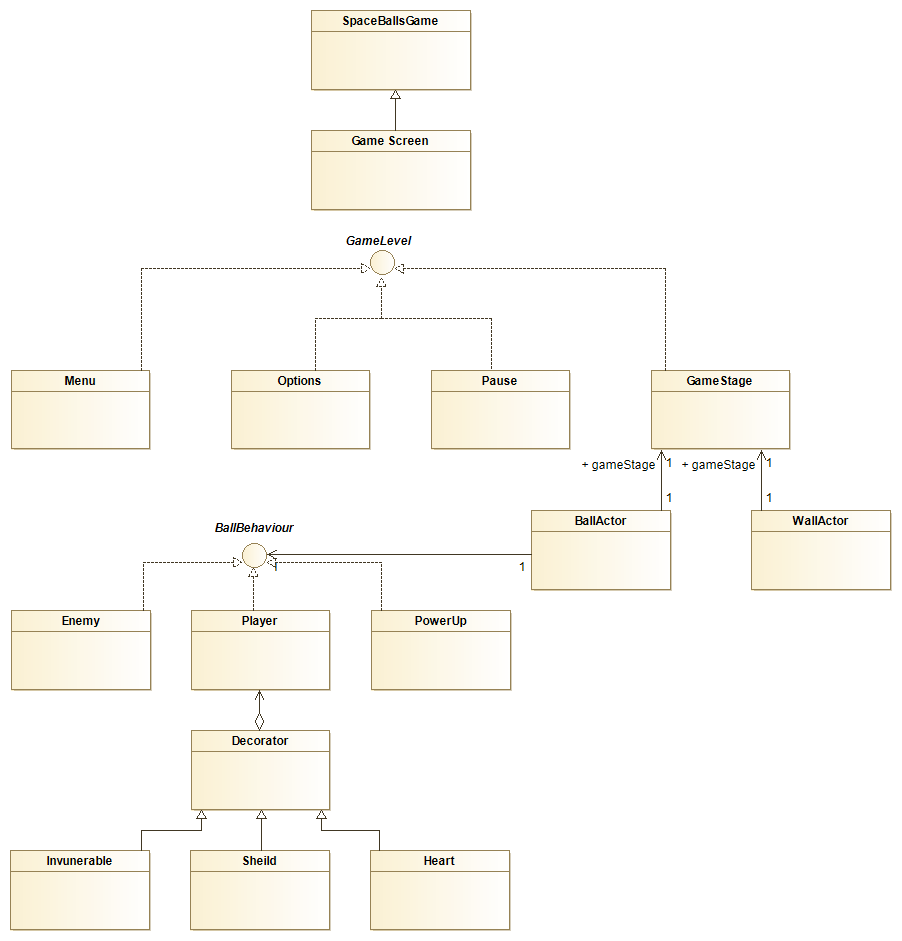 SpaceBallsGame
Game Screen
GameLevel
Menu
Options
Pause
GameStage
+ gameStage 1 + gameStage 1
1 1
BallBehaviour
BallActor
WallActor
1 1
Enemy
Player
PowerUp
Decorator
Invunerable
Sheild
Heart